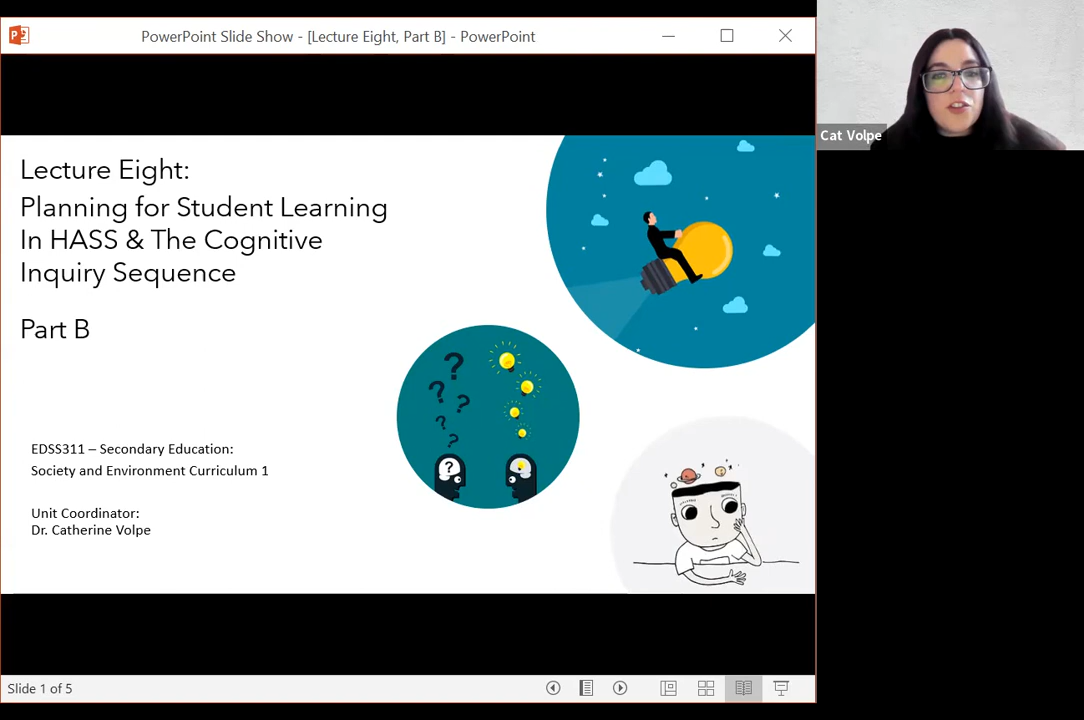 PowerPoint Slide Show - [Lecture Eight, Part B] - PowerPoint
Cat Volpe
Lecture Eight:
Planning for Student Learning
In HASS & The Cognitive
Inquiry Sequence
Part B
EDSS311 – Secondary Education:
Society and Environment Curriculum 1
Unit Coordinator:
Dr. Catherine Volpe
Slide 1 of 5